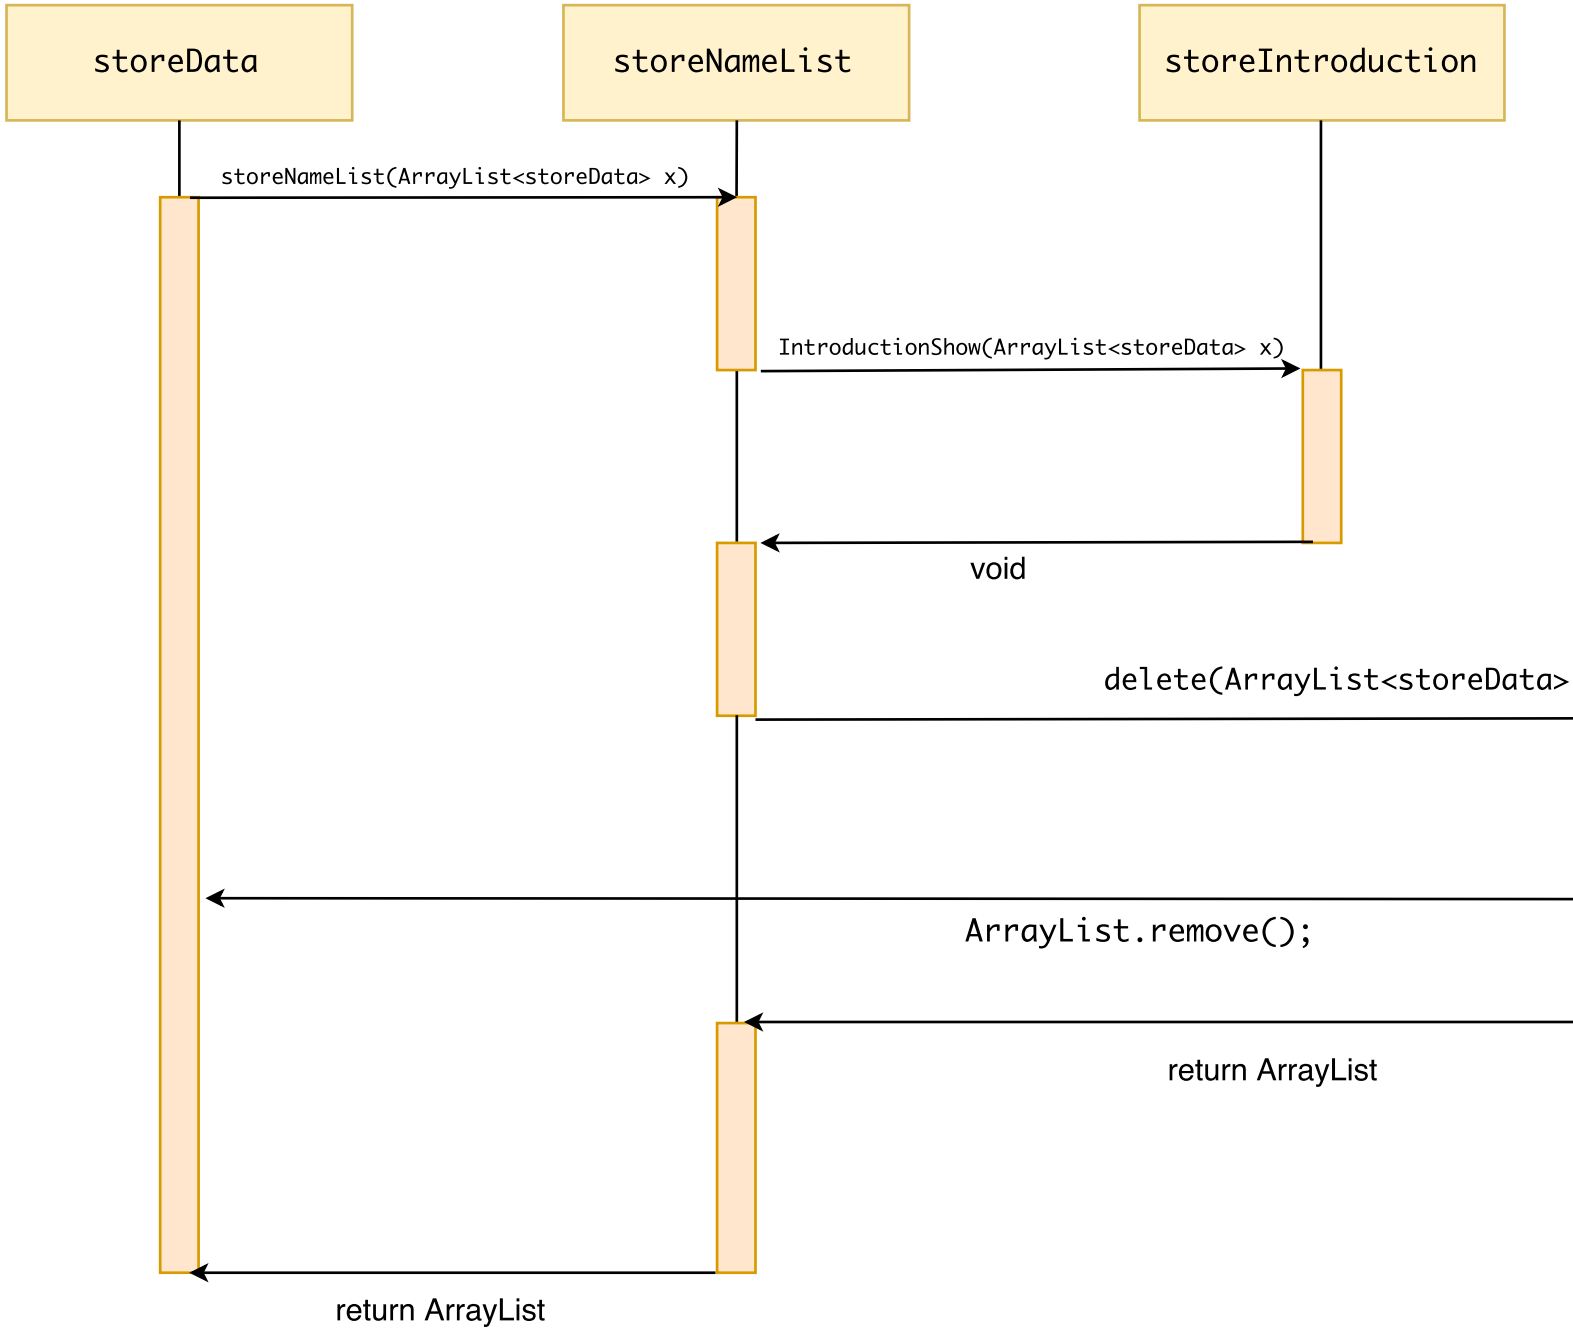 storeData
storeNameList
storeIntroduction
storeNameList(ArrayList<storeData> x)
IntroductionShow(ArrayList<storeData> x)
void
delete(ArrayList<storeData>
ArrayList.remove();
return ArrayList
return ArrayList